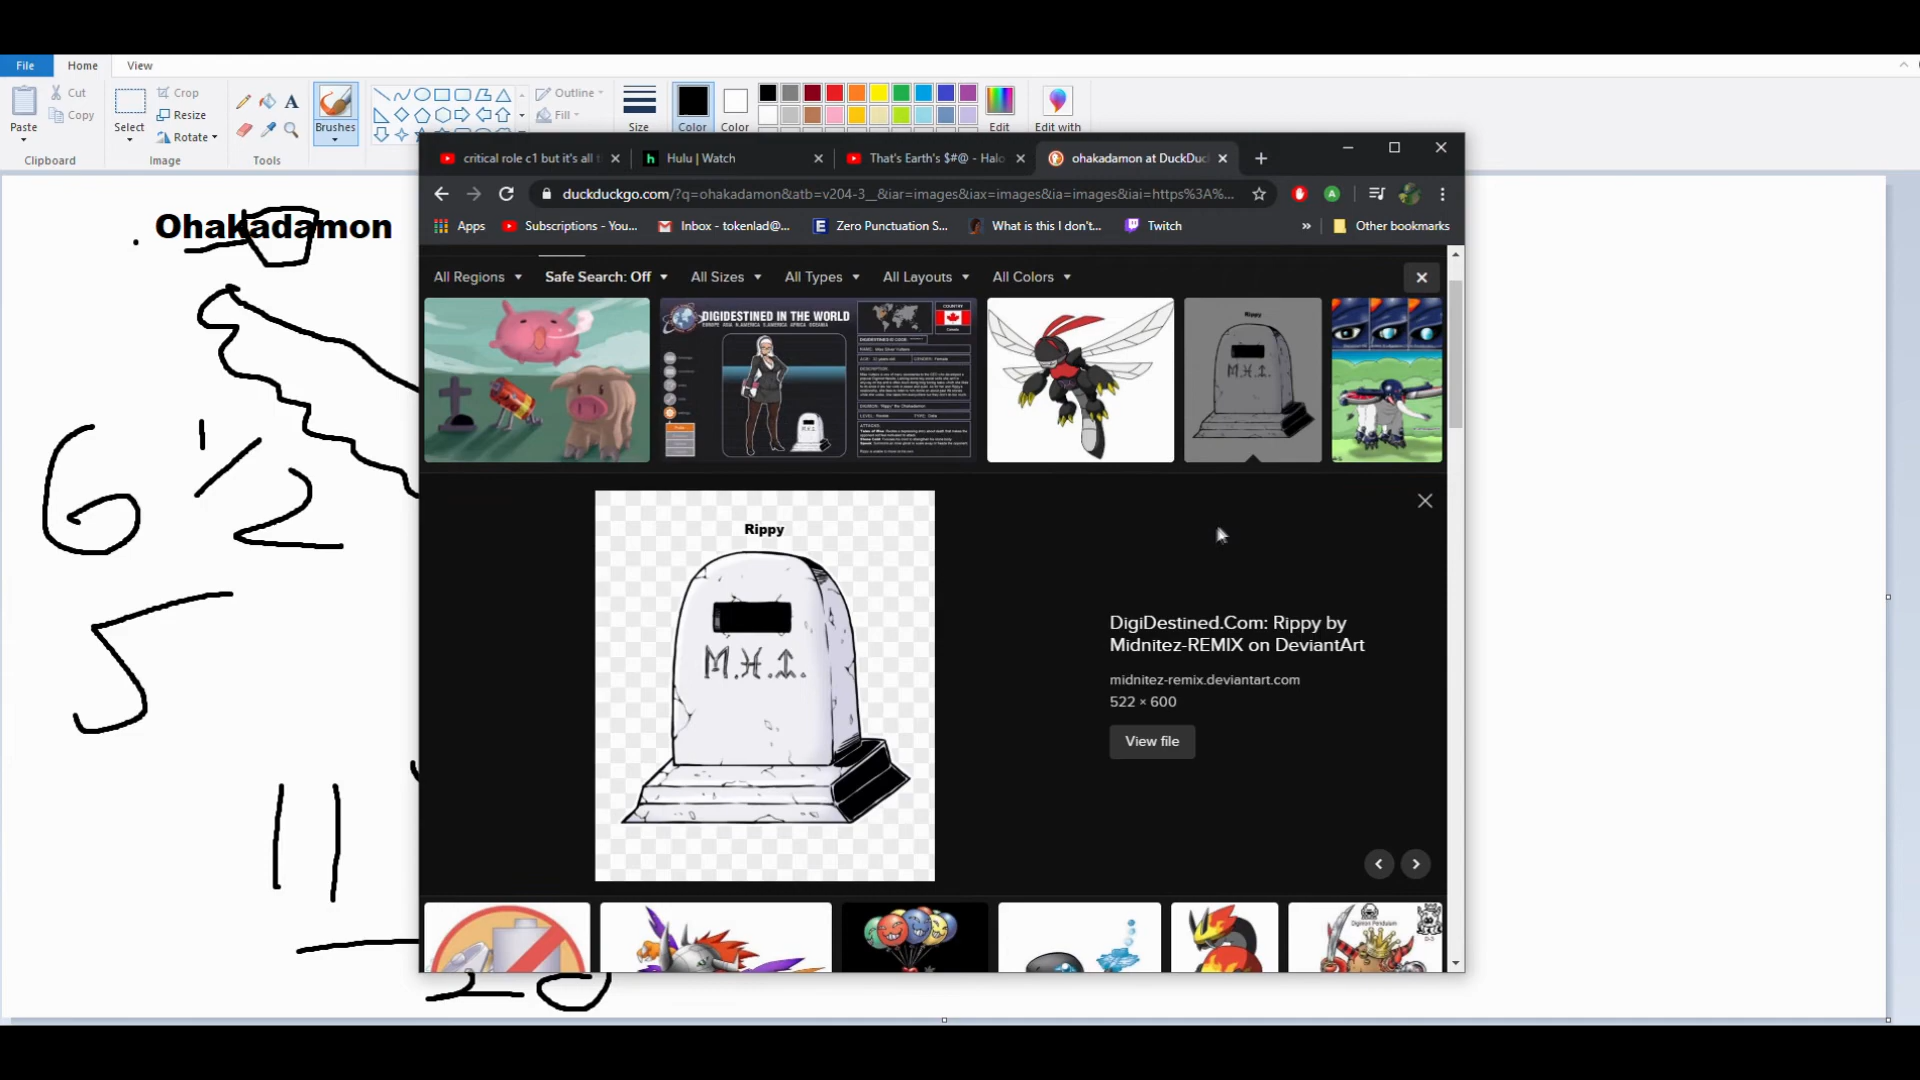 File Home View
Cut
Copy
Paste
Select
Crop
Resize
Rotate
Brushes
Outline
Fill
Size
Color
Color
Edit
Edit with
Clipboard
Image
Tools
critical role c1 but it's all
Hulu | Watch
That's Earth's $#@ - Halo
ohakadamon at DuckDuc
duckduckgo.com/?q=ohakadamon&atb=v204-3__&iar=images&iax=images&ia=images&iai=https%3A%...
Apps
Subscriptions - You...
Inbox - tokenlad@...
Zero Punctuation S...
What is this I don't...
Twitch
»
Other bookmarks
Ohakadamon
All Regions
Safe Search: Off
All Sizes
All Types
All Layouts
All Colors
DIGIDESTINED IN THE WORLD
COUNTRY
Canada
Rippy
M.H.I.
6 1/2
5
11
20
Rippy
M.H.I.
DigiDestined.Com: Rippy by
Midnitez-REMIX on DeviantArt
midnitez-remix.deviantart.com
522 × 600
View file